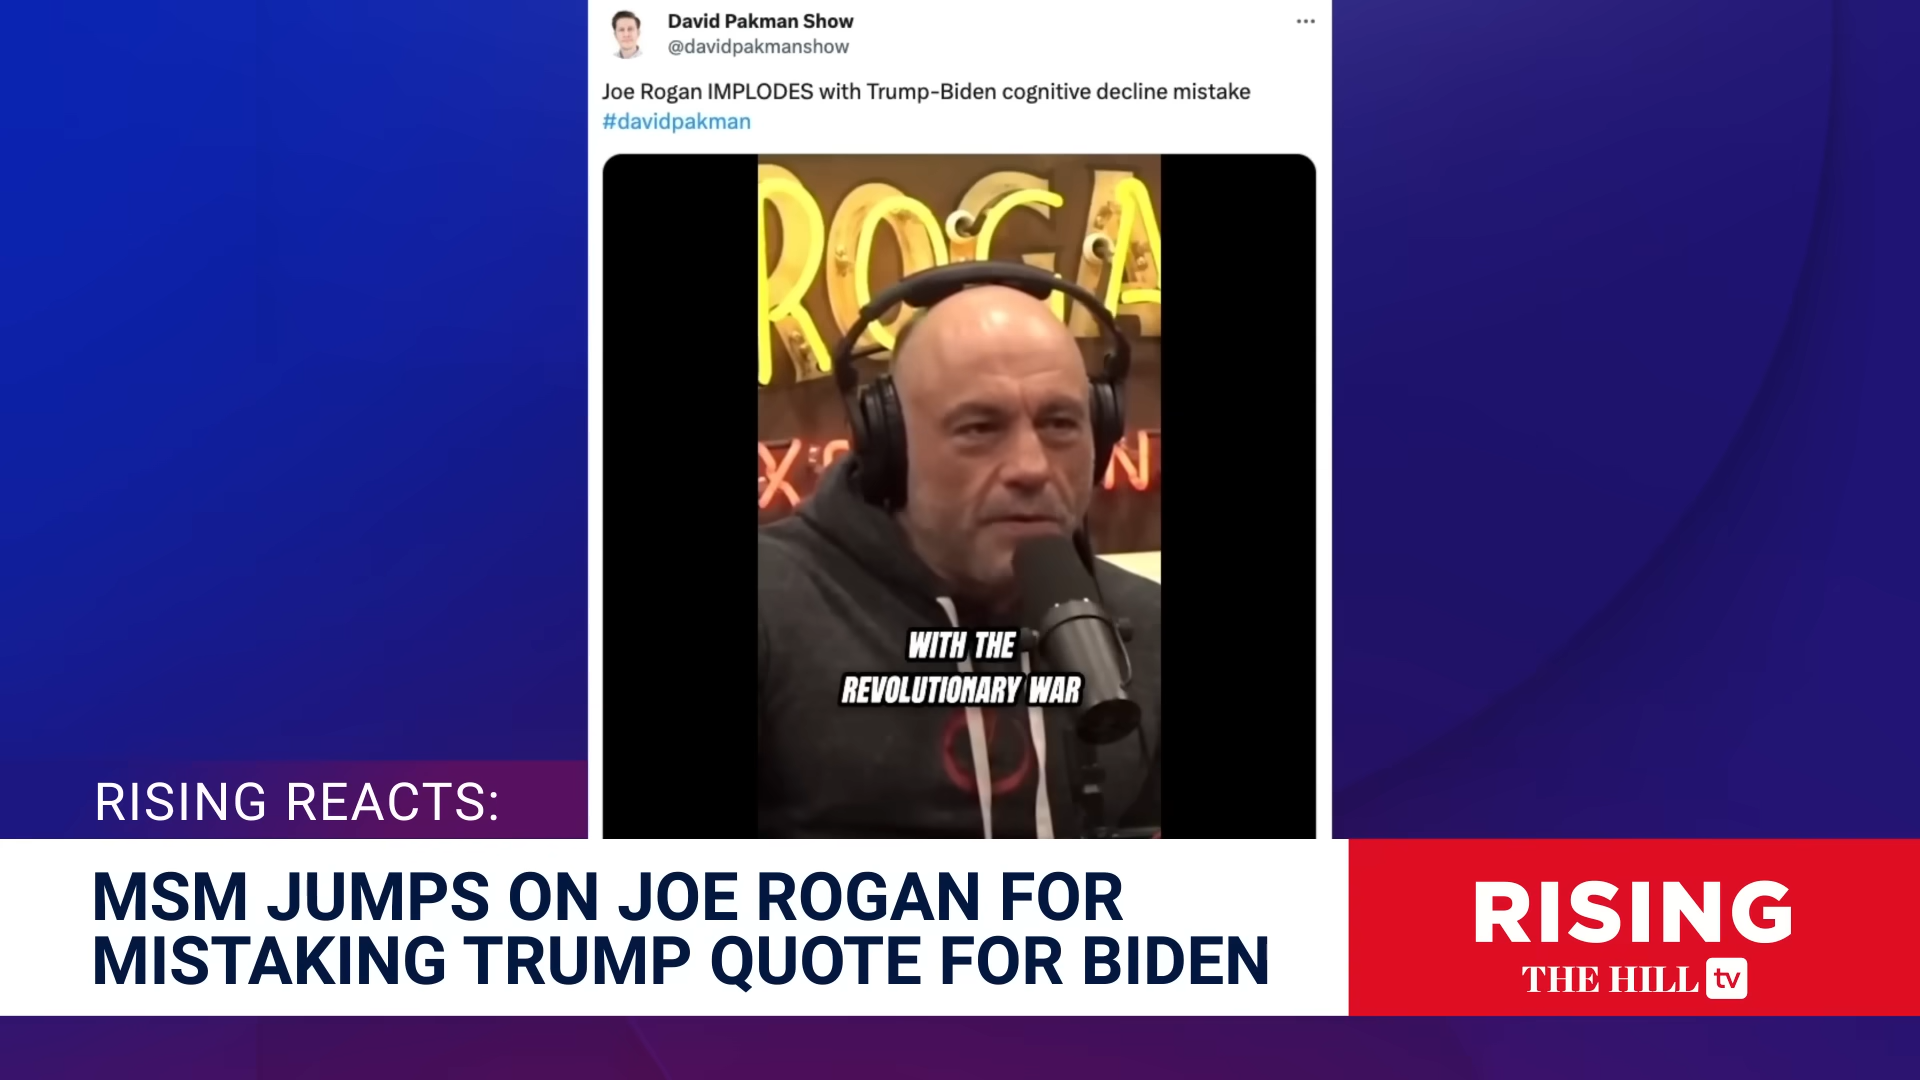 David Pakman Show
@davidpakmanshow
Joe Rogan IMPLODES with Trump-Biden cognitive decline mistake
#davidpakman
ROGA
WITH THE
REVOLUTIONARY WAR
RISING REACTS:
MSM JUMPS ON JOE ROGAN FOR
MISTAKING TRUMP QUOTE FOR BIDEN
RISING
THE HILL tv